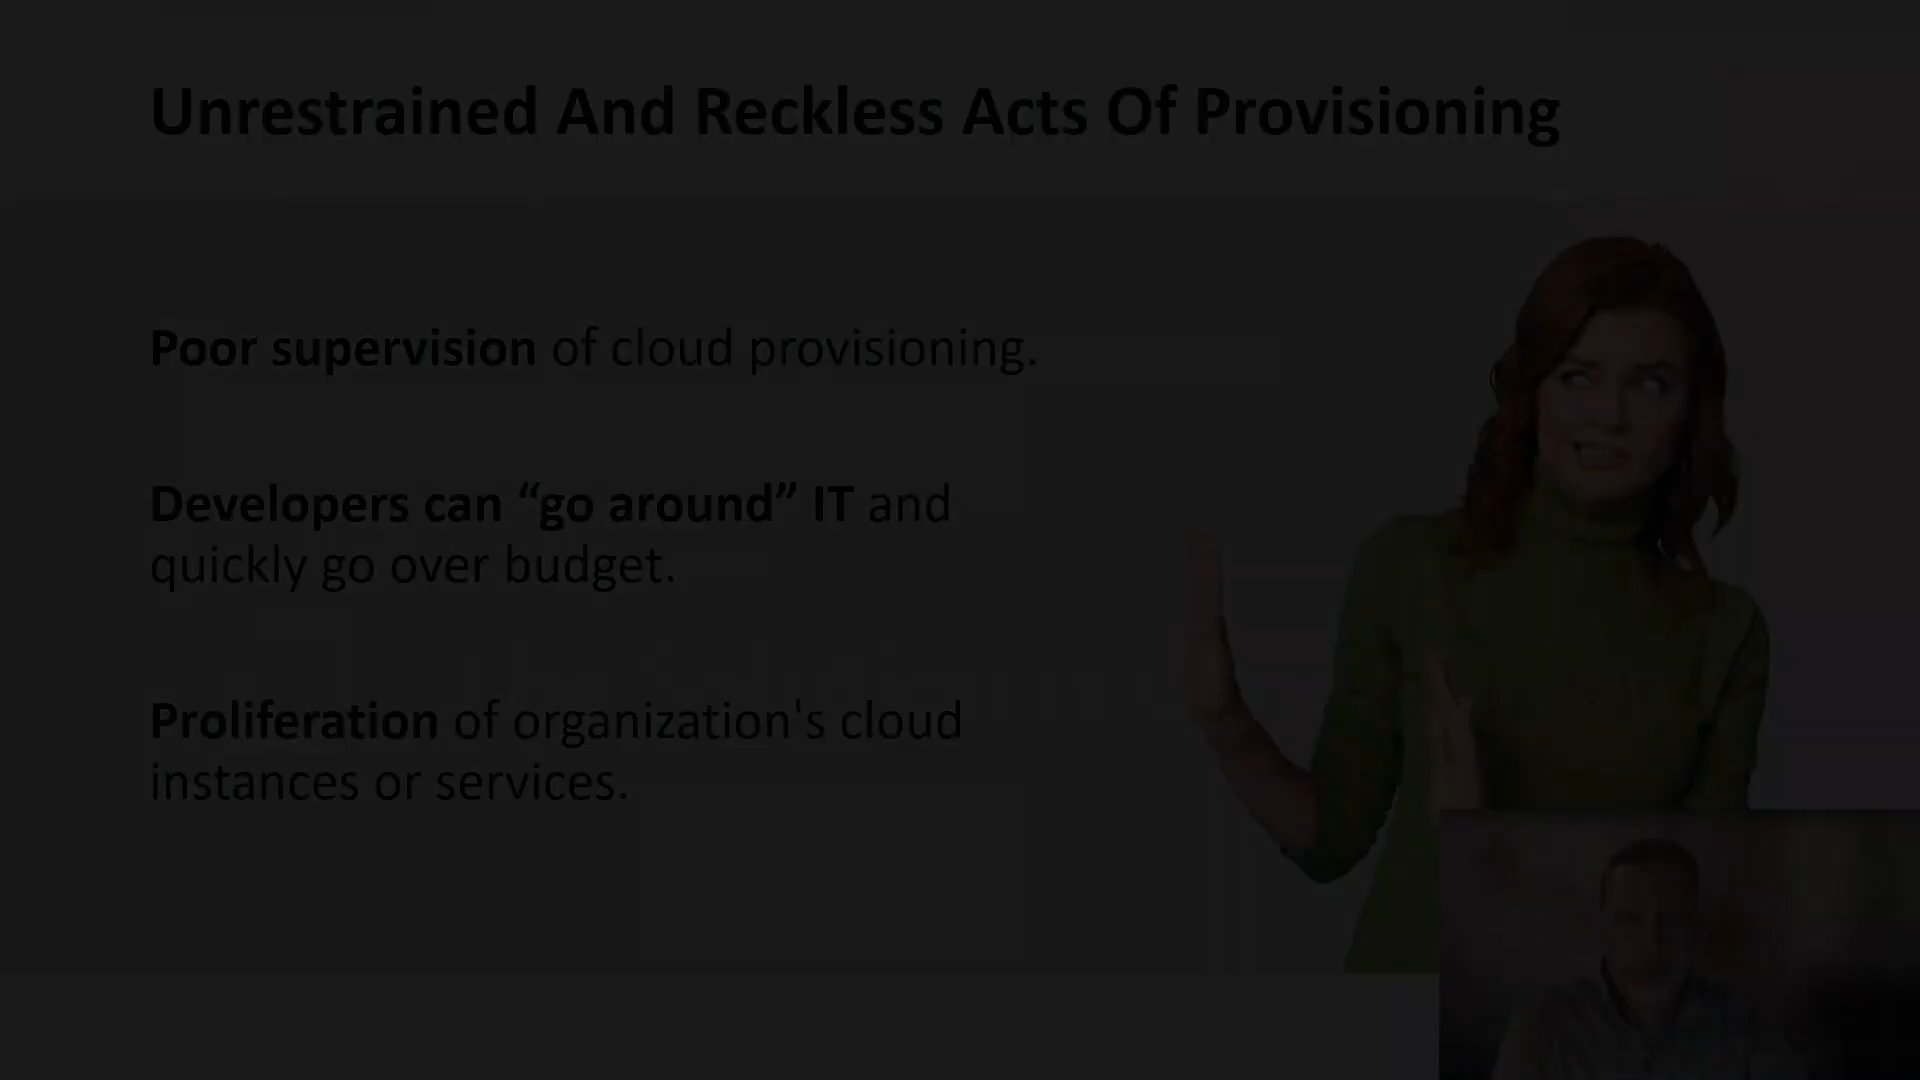 Unrestrained And Reckless Acts Of Provisioning
Poor supervision of cloud provisioning.
Developers can “go around” IT and
quickly go over budget.
Proliferation of organization's cloud
instances or services.